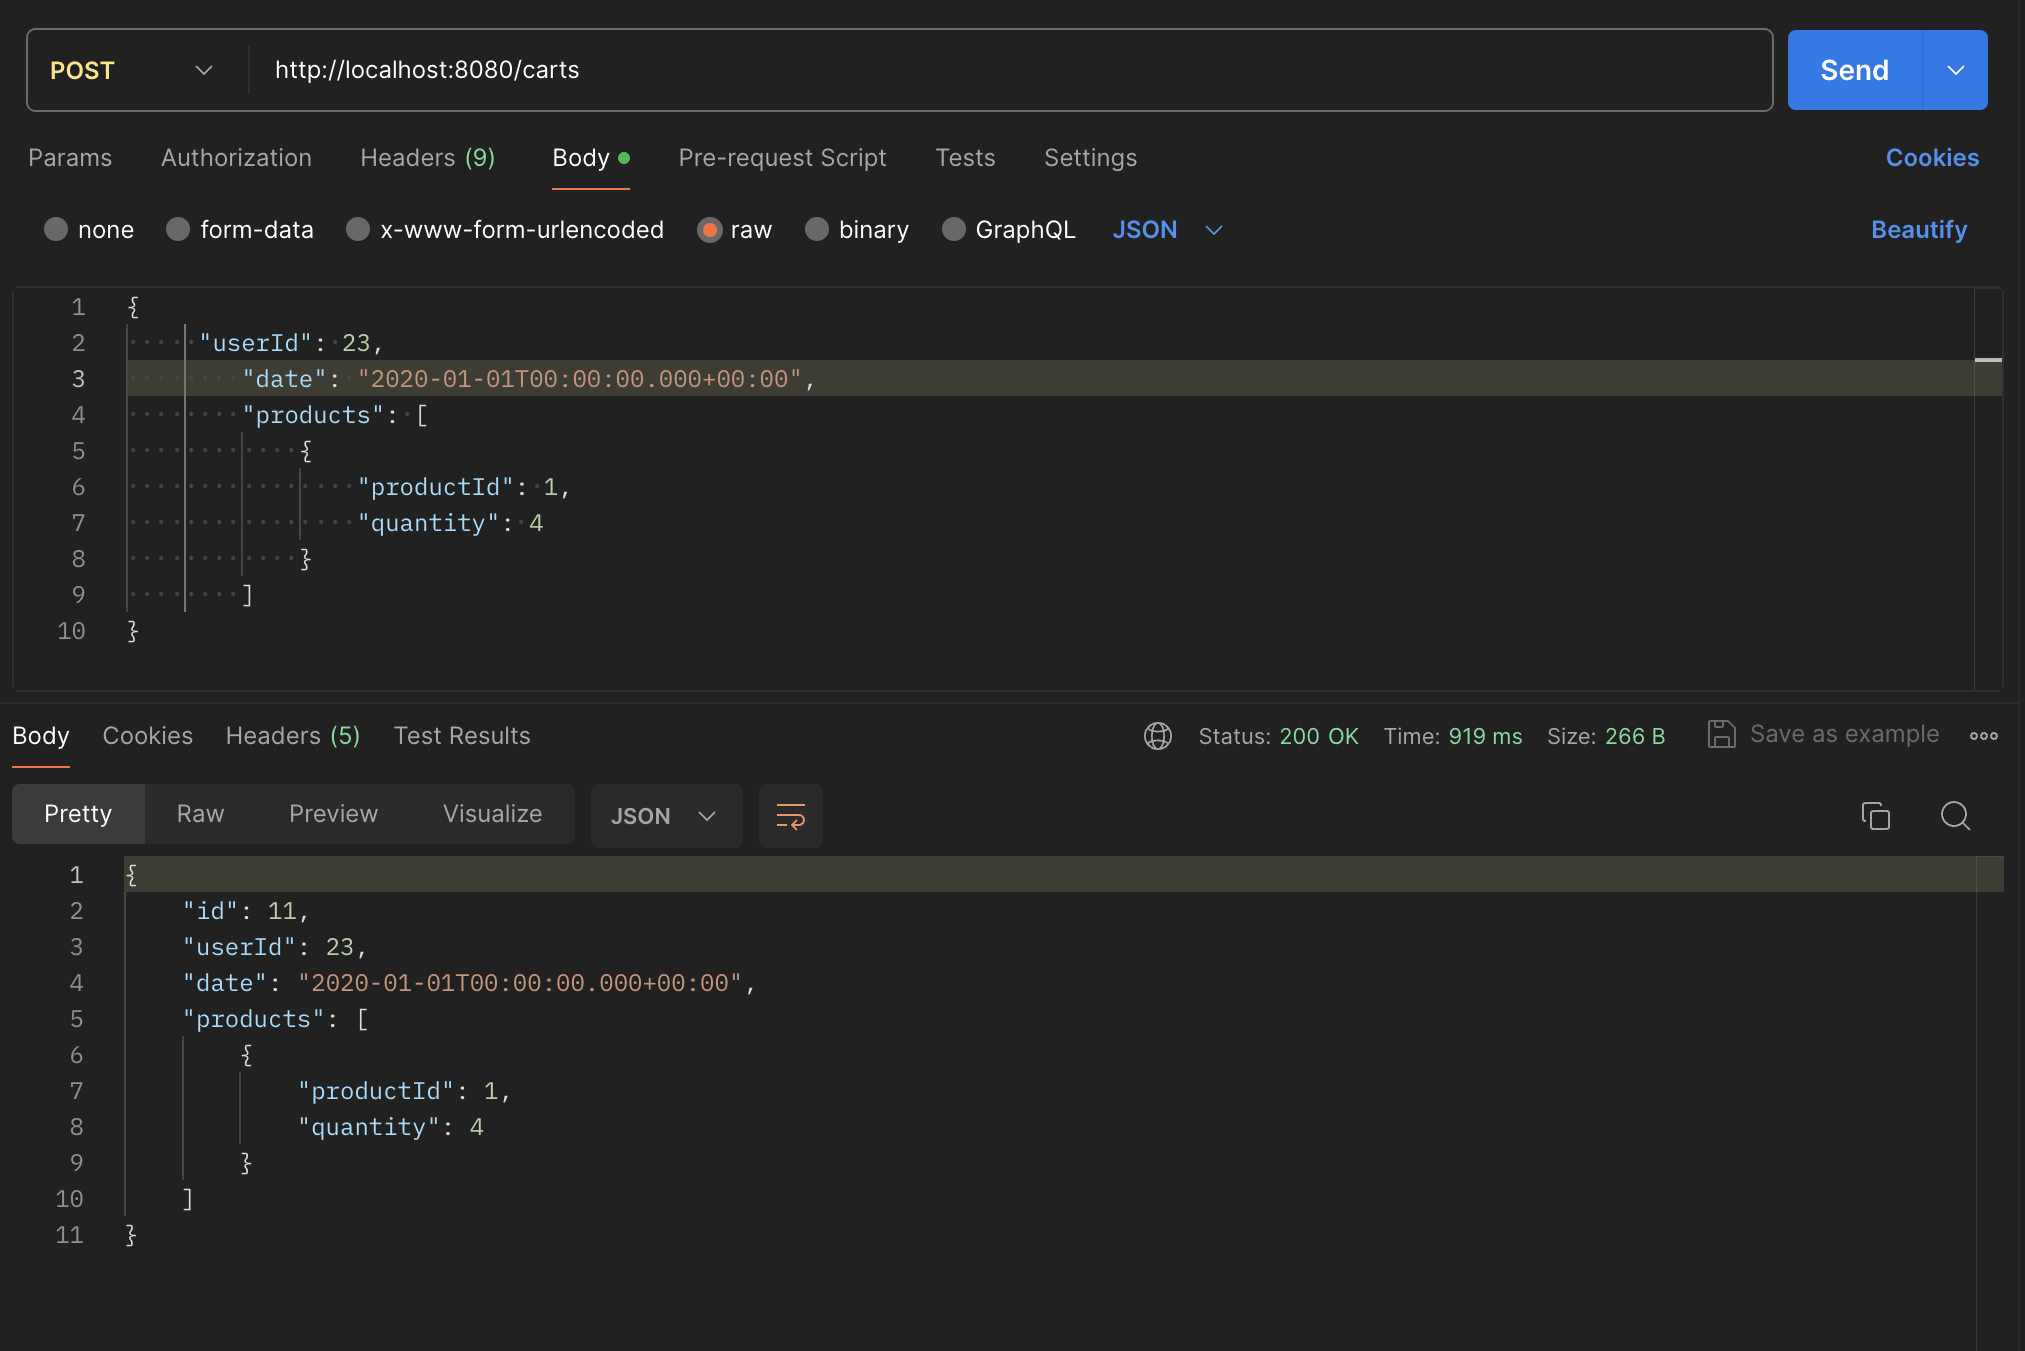 POST http://localhost:8080/carts Send
Params Authorization Headers (9) Body Pre-request Script Tests Settings Cookies
none form-data x-www-form-urlencoded raw binary GraphQL JSON Beautify
1 {
2 "userId": 23,
3 "date": "2020-01-01T00:00:00.000+00:00",
4 "products": [
5 {
6 "productId": 1,
7 "quantity": 4
8 }
9 ]
10 }
Body Cookies Headers (5) Test Results Status: 200 OK Time: 919 ms Size: 266 B Save as example
Pretty Raw Preview Visualize JSON
1 {
2 "id": 11,
3 "userId": 23,
4 "date": "2020-01-01T00:00:00.000+00:00",
5 "products": [
6 {
7 "productId": 1,
8 "quantity": 4
9 }
10 ]
11 }